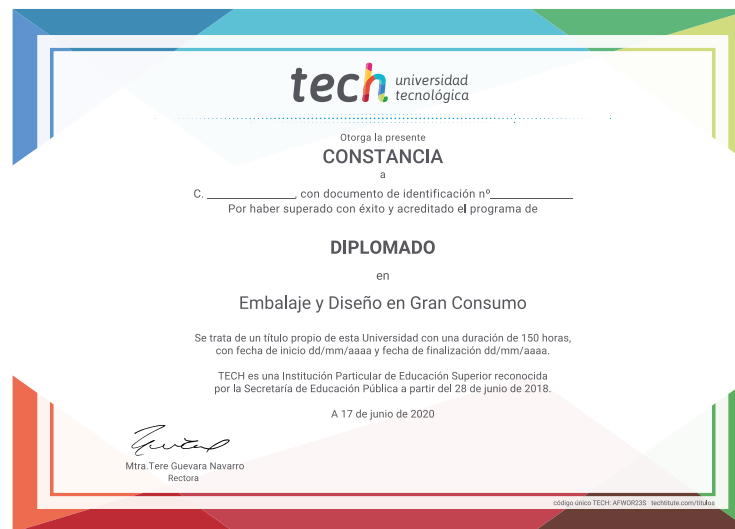 tech universidad
tecnológica
Otorga la presente
CONSTANCIA
a
C. ________________, con documento de identificación nº______________
Por haber superado con éxito y acreditado el programa de
DIPLOMADO
en
Embalaje y Diseño en Gran Consumo
Se trata de un título propio de esta Universidad con una duración de 150 horas,
con fecha de inicio dd/mm/aaaa y fecha de finalización dd/mm/aaaa.
TECH es una Institución Particular de Educación Superior reconocida
por la Secretaría de Educación Pública a partir del 28 de junio de 2018.
A 17 de junio de 2020
Mtra.Tere Guevara Navarro
Rectora
código único TECH: AFWOR23S techtitute.com/titulos